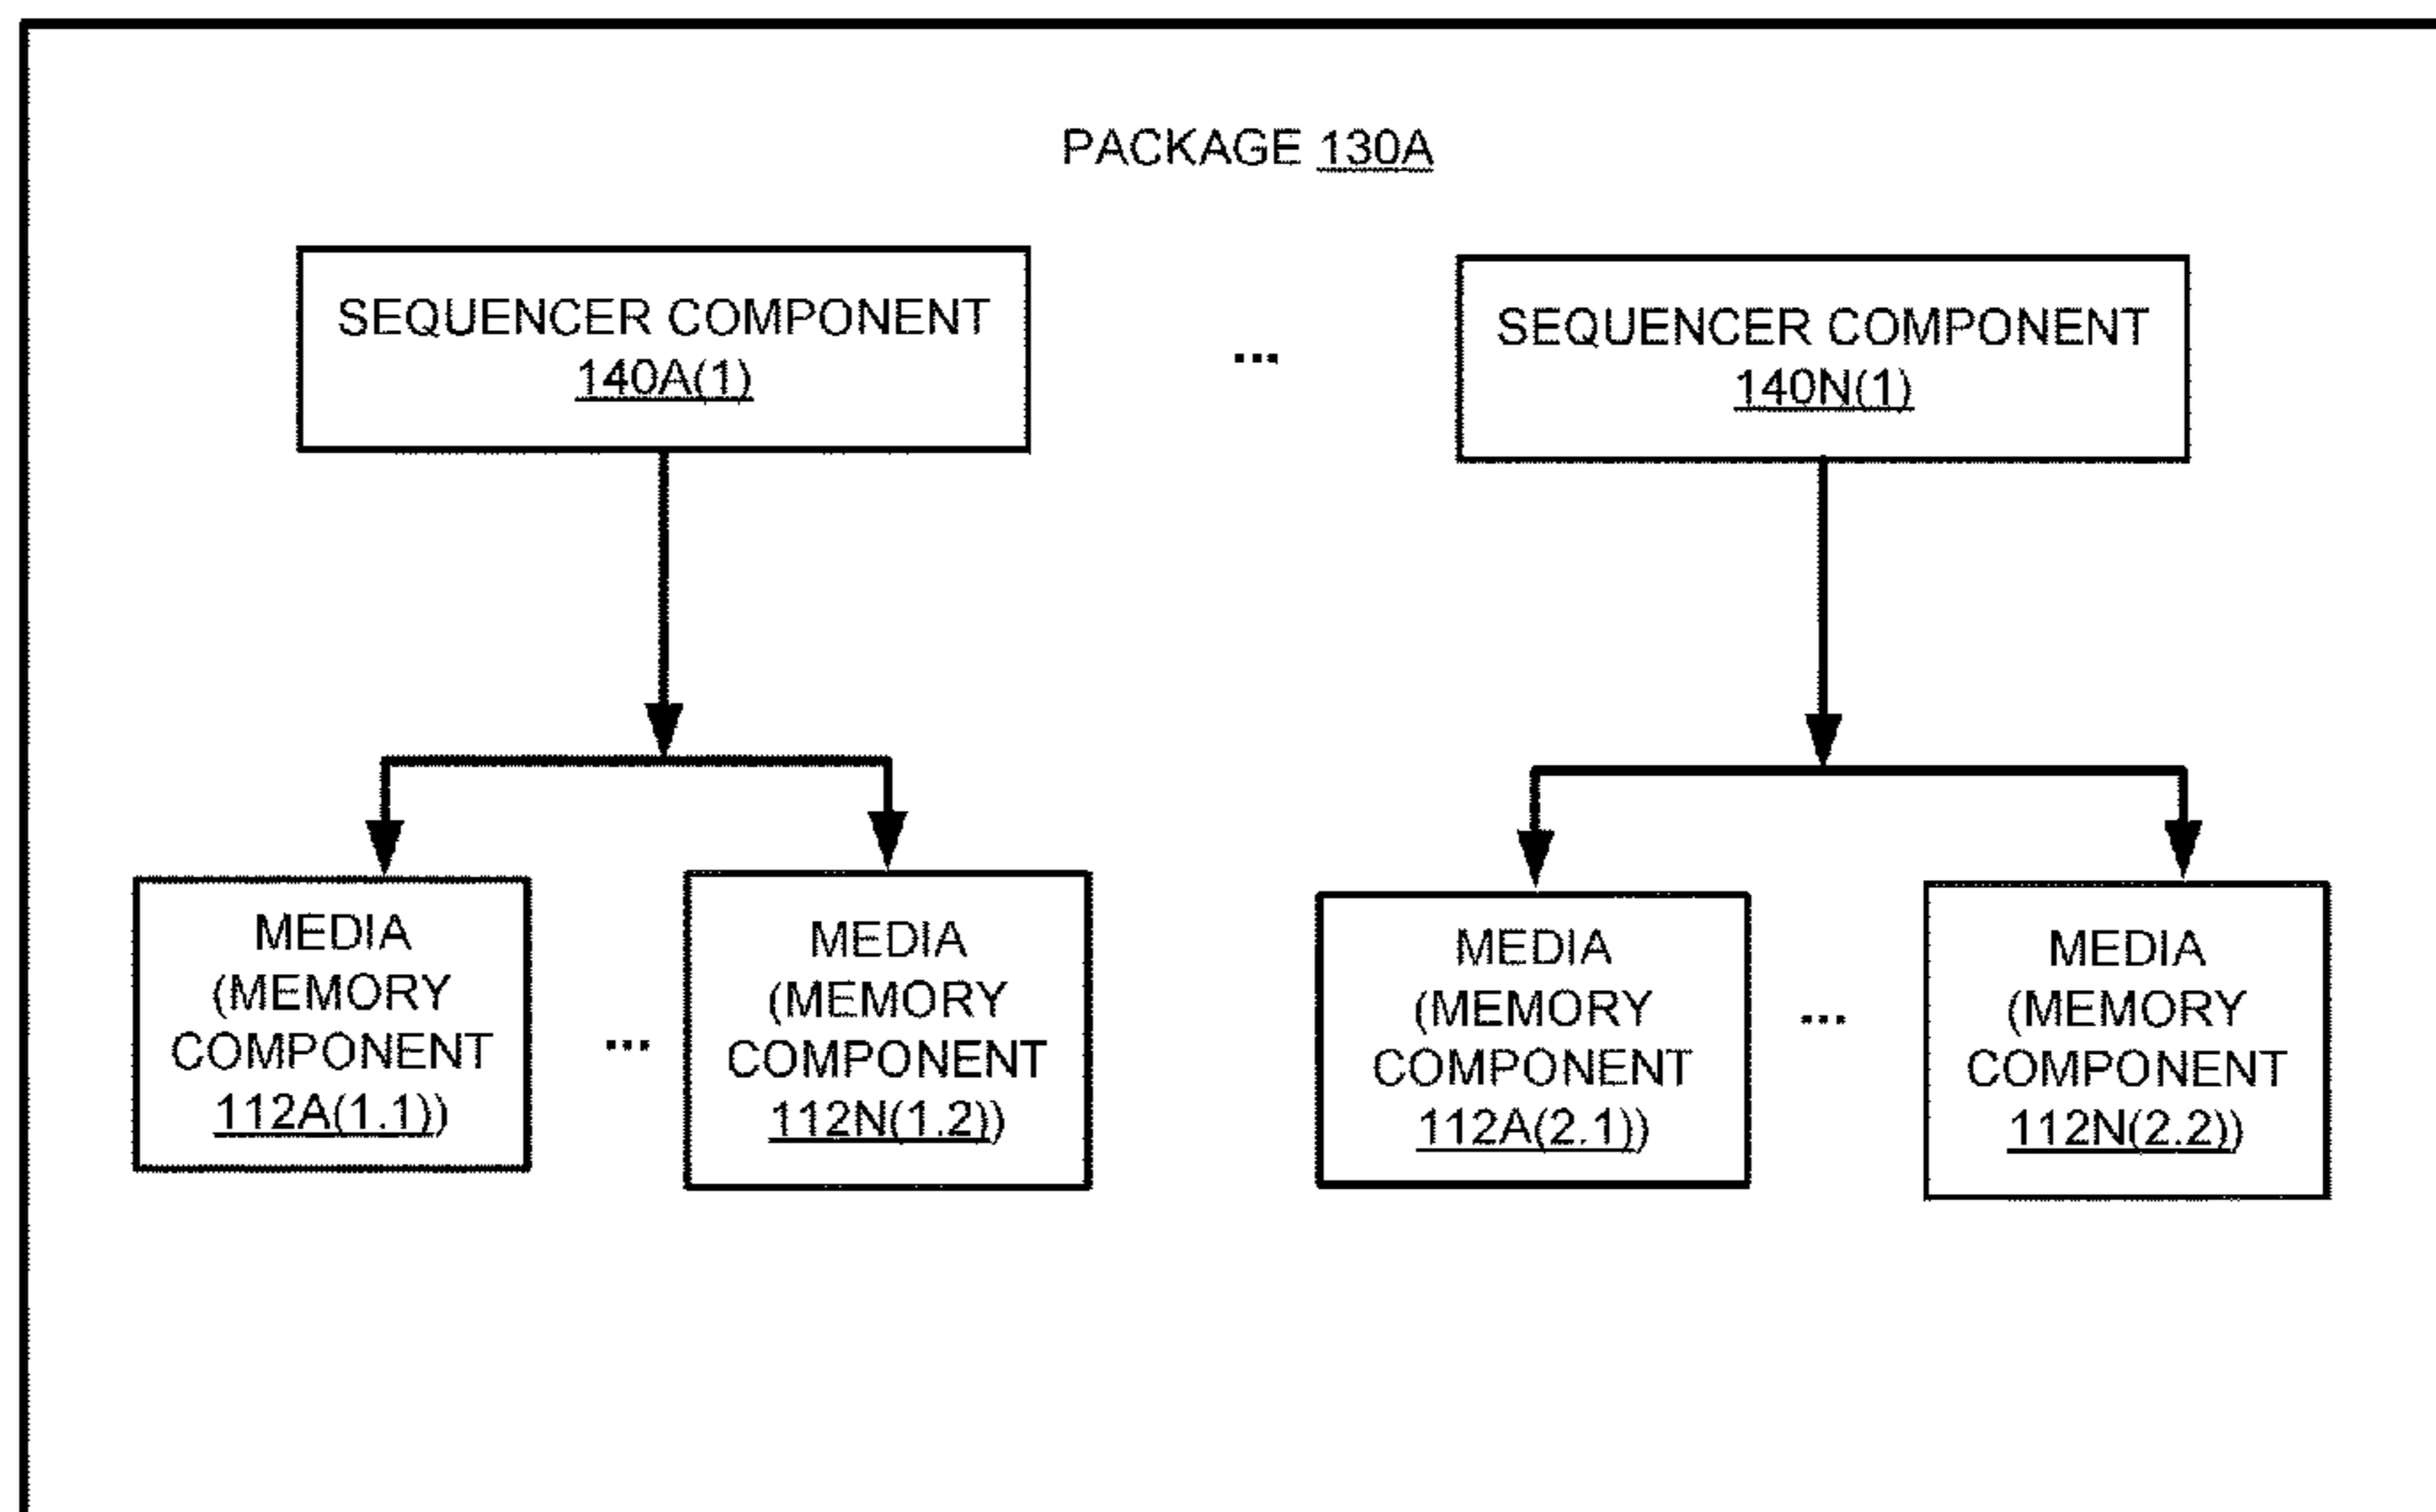 PACKAGE 130A
SEQUENCER COMPONENT
140A(1)
...
SEQUENCER COMPONENT
140N(1)
MEDIA
(MEMORY
COMPONENT
112A(1.1))
...
MEDIA
(MEMORY
COMPONENT
112N(1.2))
MEDIA
(MEMORY
COMPONENT
112A(2.1))
...
MEDIA
(MEMORY
COMPONENT
112N(2.2))